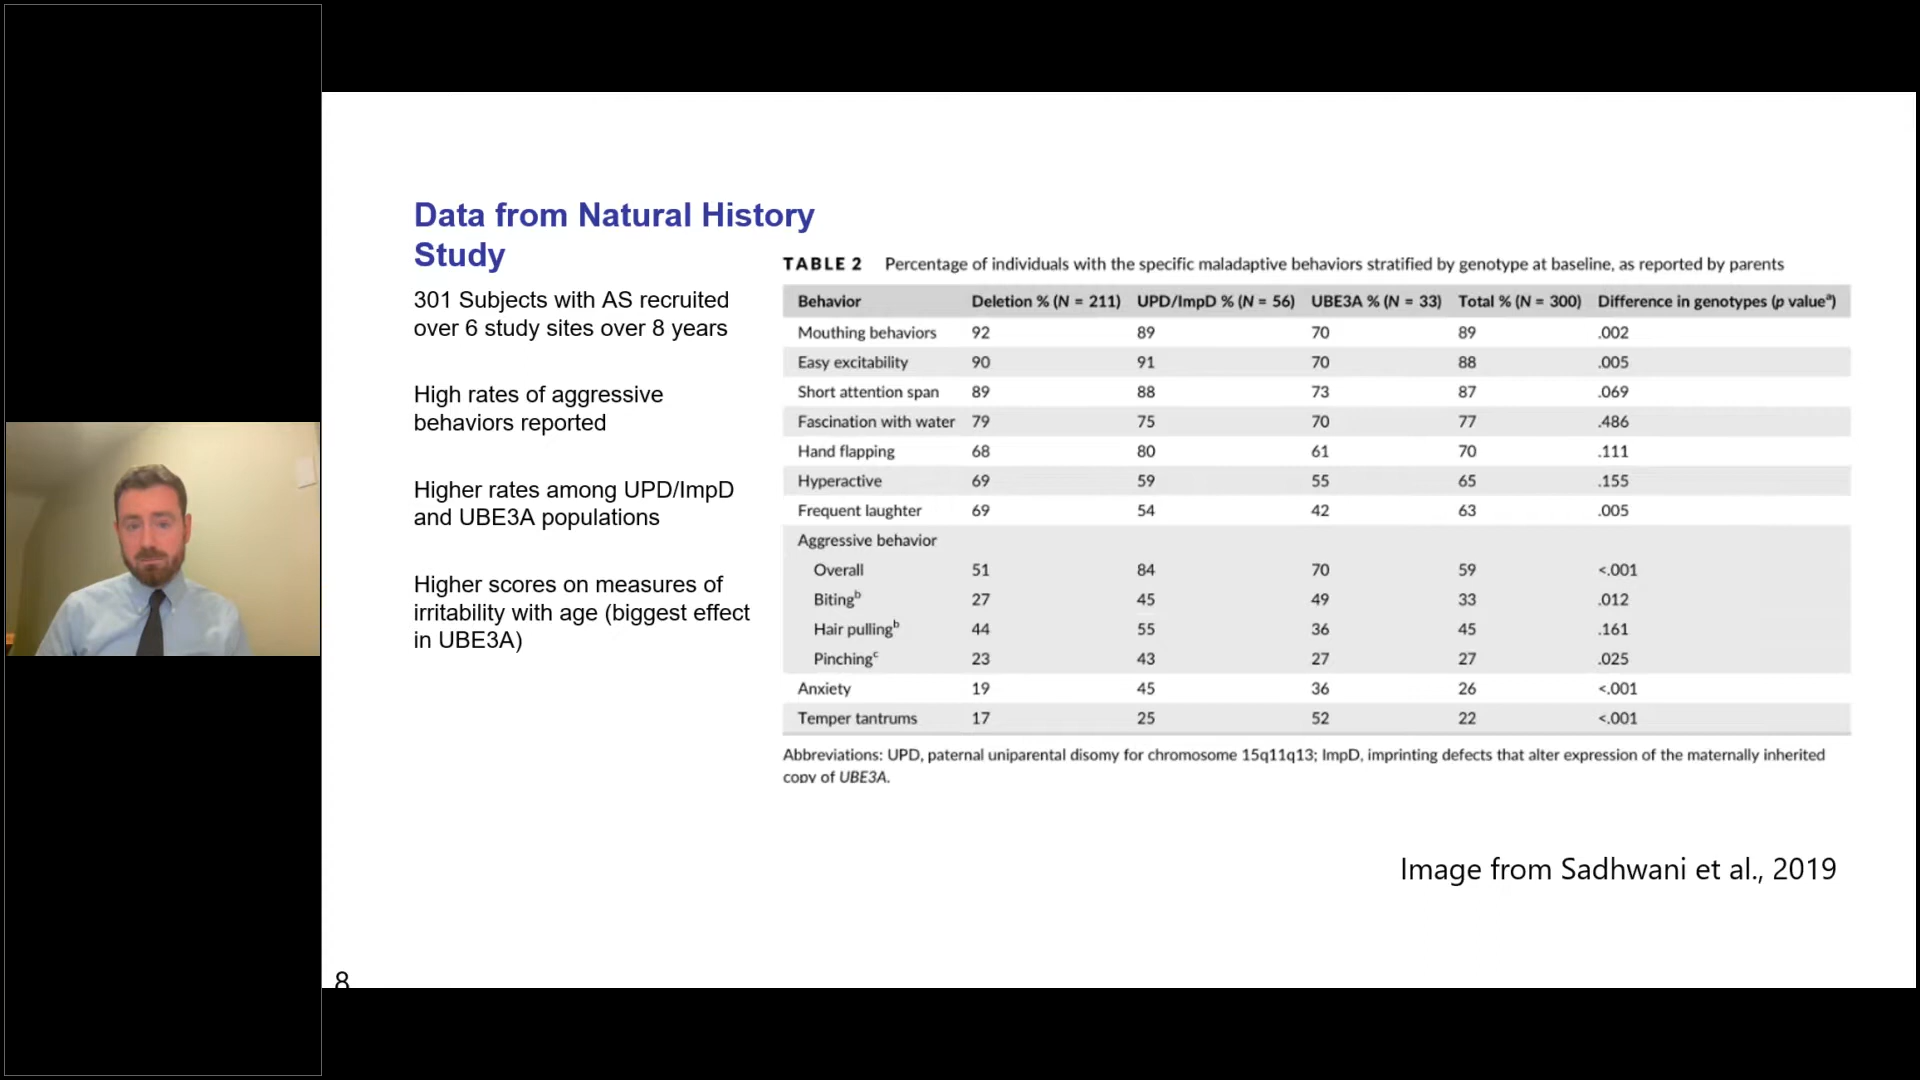 Data from Natural History
Study
301 Subjects with AS recruited
over 6 study sites over 8 years
High rates of aggressive
behaviors reported
Higher rates among UPD/ImpD
and UBE3A populations
Higher scores on measures of
irritability with age (biggest effect
in UBE3A)
TABLE 2 Percentage of individuals with the specific maladaptive behaviors stratified by genotype at baseline, as reported by parents
Behavior Deletion % (N = 211) UPD/ImpD % (N = 56) UBE3A % (N = 33) Total % (N = 300) Difference in genotypes (p valueᵃ)
Mouthing behaviors 92 89 70 89 .002
Easy excitability 90 91 70 88 .005
Short attention span 89 88 73 87 .069
Fascination with water 79 75 70 77 .486
Hand flapping 68 80 61 70 .111
Hyperactive 69 59 55 65 .155
Frequent laughter 69 54 42 63 .005
Aggressive behavior
Overall 51 84 70 59 <.001
Bitingᵇ 27 45 49 33 .012
Hair pullingᵇ 44 55 36 45 .161
Pinchingᶜ 23 43 27 27 .025
Anxiety 19 45 36 26 <.001
Temper tantrums 17 25 52 22 <.001
Abbreviations: UPD, paternal uniparental disomy for chromosome 15q11q13; ImpD, imprinting defects that alter expression of the maternally inherited
copy of UBE3A.
Image from Sadhwani et al., 2019
8